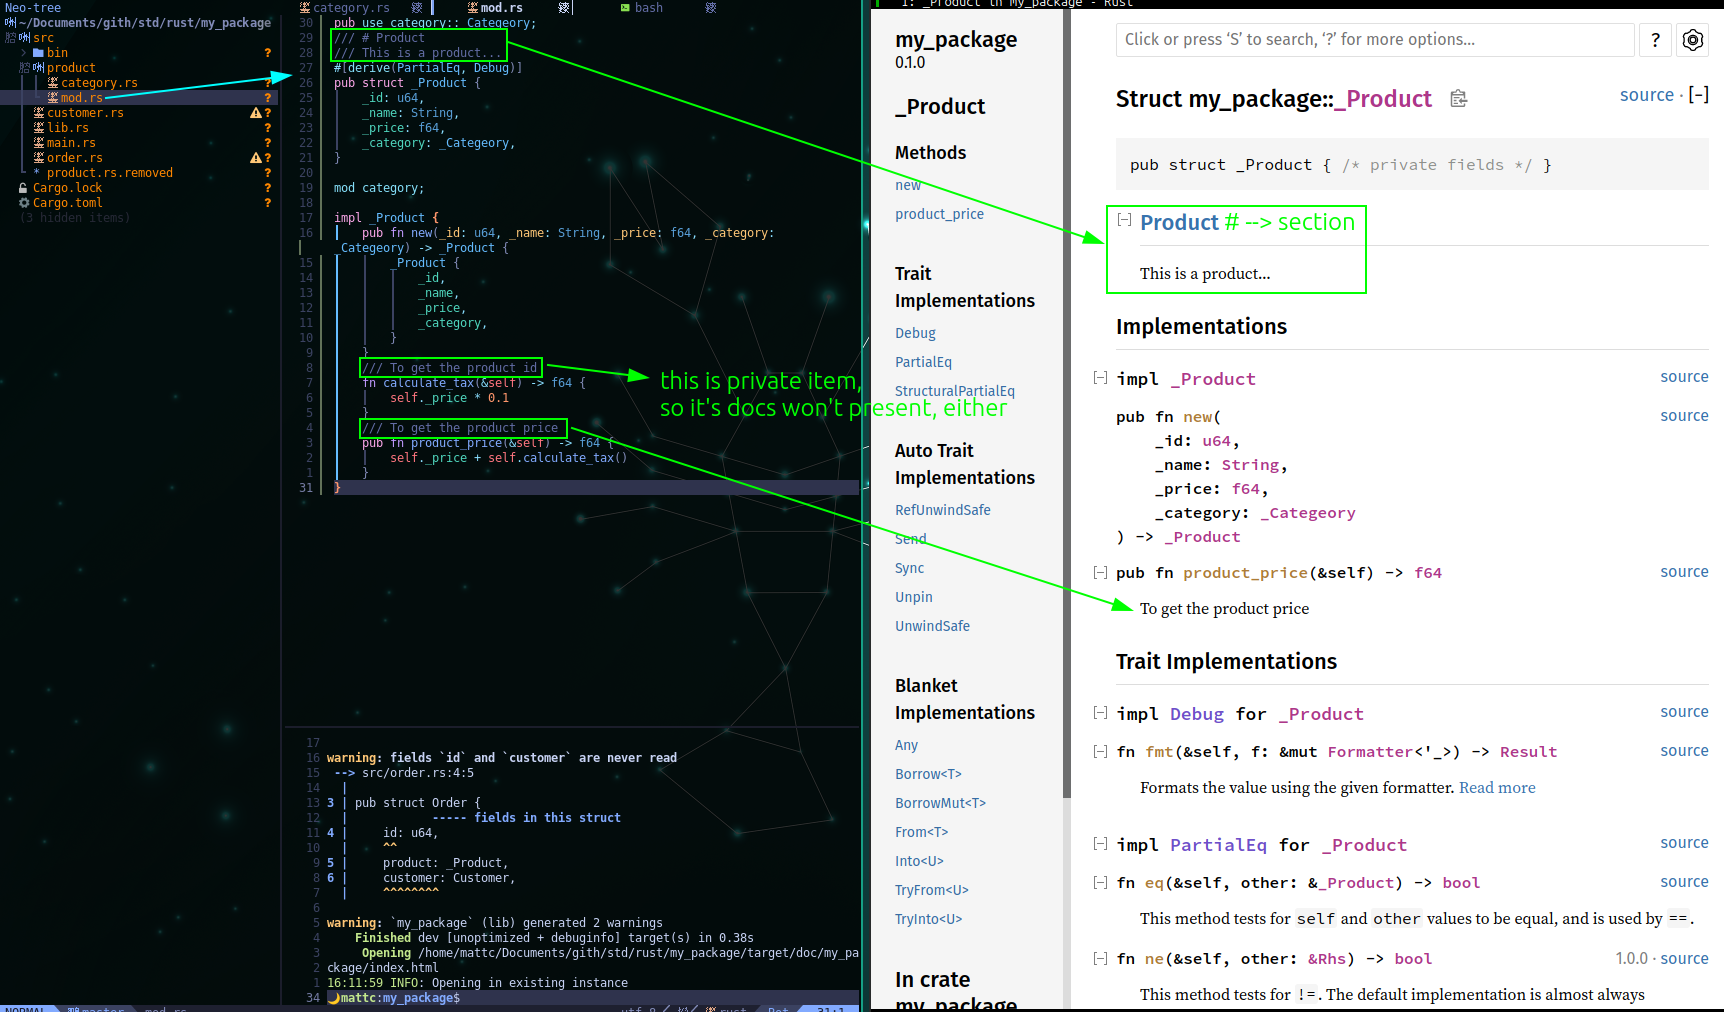 Neo-tree
~/Documents/gith/std/rust/my_package
src
bin ?
product
category.rs ?
mod.rs ?
customer.rs ?
lib.rs ?
main.rs ?
order.rs ?
* product.rs.removed ?
Cargo.lock ?
Cargo.toml ?
(3 hidden items)
category.rs mod.rs bash
30 pub use category:: Categeory;
29 /// # Product
28 /// This is a product...
27 #[derive(PartialEq, Debug)]
26 pub struct _Product {
25 _id: u64,
24 _name: String,
23 _price: f64,
22 _category: _Categeory,
21 }
20
19 mod category;
18
17 impl _Product {
16 pub fn new(_id: u64, _name: String, _price: f64, _category:
_Categeory) -> _Product {
15 _Product {
14 _id,
13 _name,
12 _price,
11 _category,
10 }
9 }
8 /// To get the product id
7 fn calculate_tax(&self) -> f64 {
6 self._price * 0.1
5 }
4 /// To get the product price
3 pub fn product_price(&self) -> f64 {
2 self._price + self.calculate_tax()
1 }
31 }
this is private item,
so it's docs won't present, either
17
16 warning: fields `id` and `customer` are never read
15 --> src/order.rs:4:5
14 |
13 3 | pub struct Order {
12 | ----- fields in this struct
11 4 | id: u64,
10 | ^^
9 5 | product: _Product,
8 6 | customer: Customer,
7 | ^^^^^^^^
6
5 warning: `my_package` (lib) generated 2 warnings
4 Finished dev [unoptimized + debuginfo] target(s) in 0.38s
3 Opening /home/mattc/Documents/gith/std/rust/my_package/target/doc/my_pa
2 ckage/index.html
1 16:11:59 INFO: Opening in existing instance
34 mattc:my_package$
NORMAL master mod.rs utf-8 rust Bot 31:1
1: _Product in my_package - Rust
my_package
0.1.0
_Product
Methods
new
product_price
Trait
Implementations
Debug
PartialEq
StructuralPartialEq
Auto Trait
Implementations
RefUnwindSafe
Send
Sync
Unpin
UnwindSafe
Blanket
Implementations
Any
Borrow<T>
BorrowMut<T>
From<T>
Into<U>
TryFrom<U>
TryInto<U>
In crate
my_package
Click or press ‘S’ to search, ‘?’ for more options... ?
Struct my_package::_Product source · [-]
pub struct _Product { /* private fields */ }
[-] Product # --> section
This is a product...
Implementations
[-] impl _Product source
pub fn new( source
_id: u64,
_name: String,
_price: f64,
_category: _Categeory
) -> _Product
[-] pub fn product_price(&self) -> f64 source
To get the product price
Trait Implementations
[-] impl Debug for _Product source
[-] fn fmt(&self, f: &mut Formatter<'_>) -> Result source
Formats the value using the given formatter. Read more
[-] impl PartialEq for _Product source
[-] fn eq(&self, other: &_Product) -> bool source
This method tests for self and other values to be equal, and is used by ==.
[-] fn ne(&self, other: &Rhs) -> bool 1.0.0 · source
This method tests for !=. The default implementation is almost always